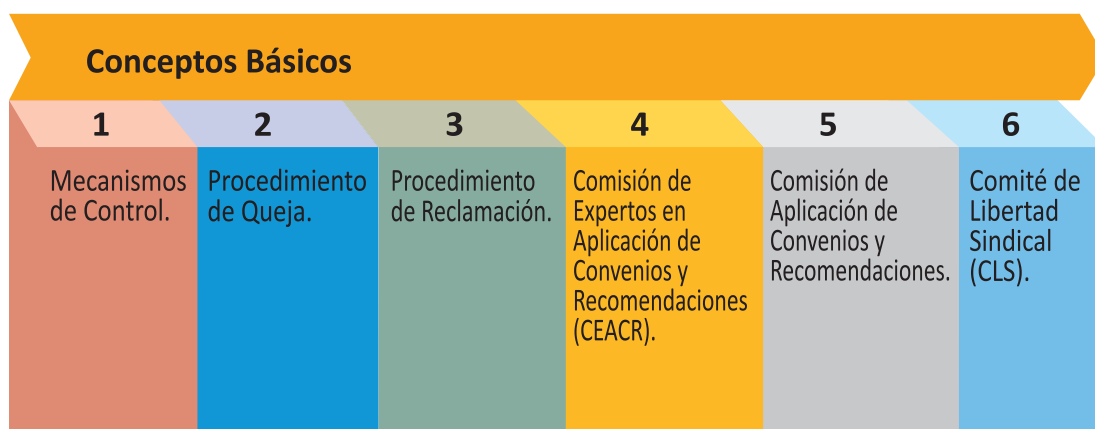 Conceptos Básicos
1
Mecanismos
de Control.
2
Procedimiento
de Queja.
3
Procedimiento
de Reclamación.
4
Comisión de
Expertos en
Aplicación de
Convenios y
Recomendaciones
(CEACR).
5
Comisión de
Aplicación de
Convenios y
Recomendaciones.
6
Comité de
Libertad
Sindical
(CLS).